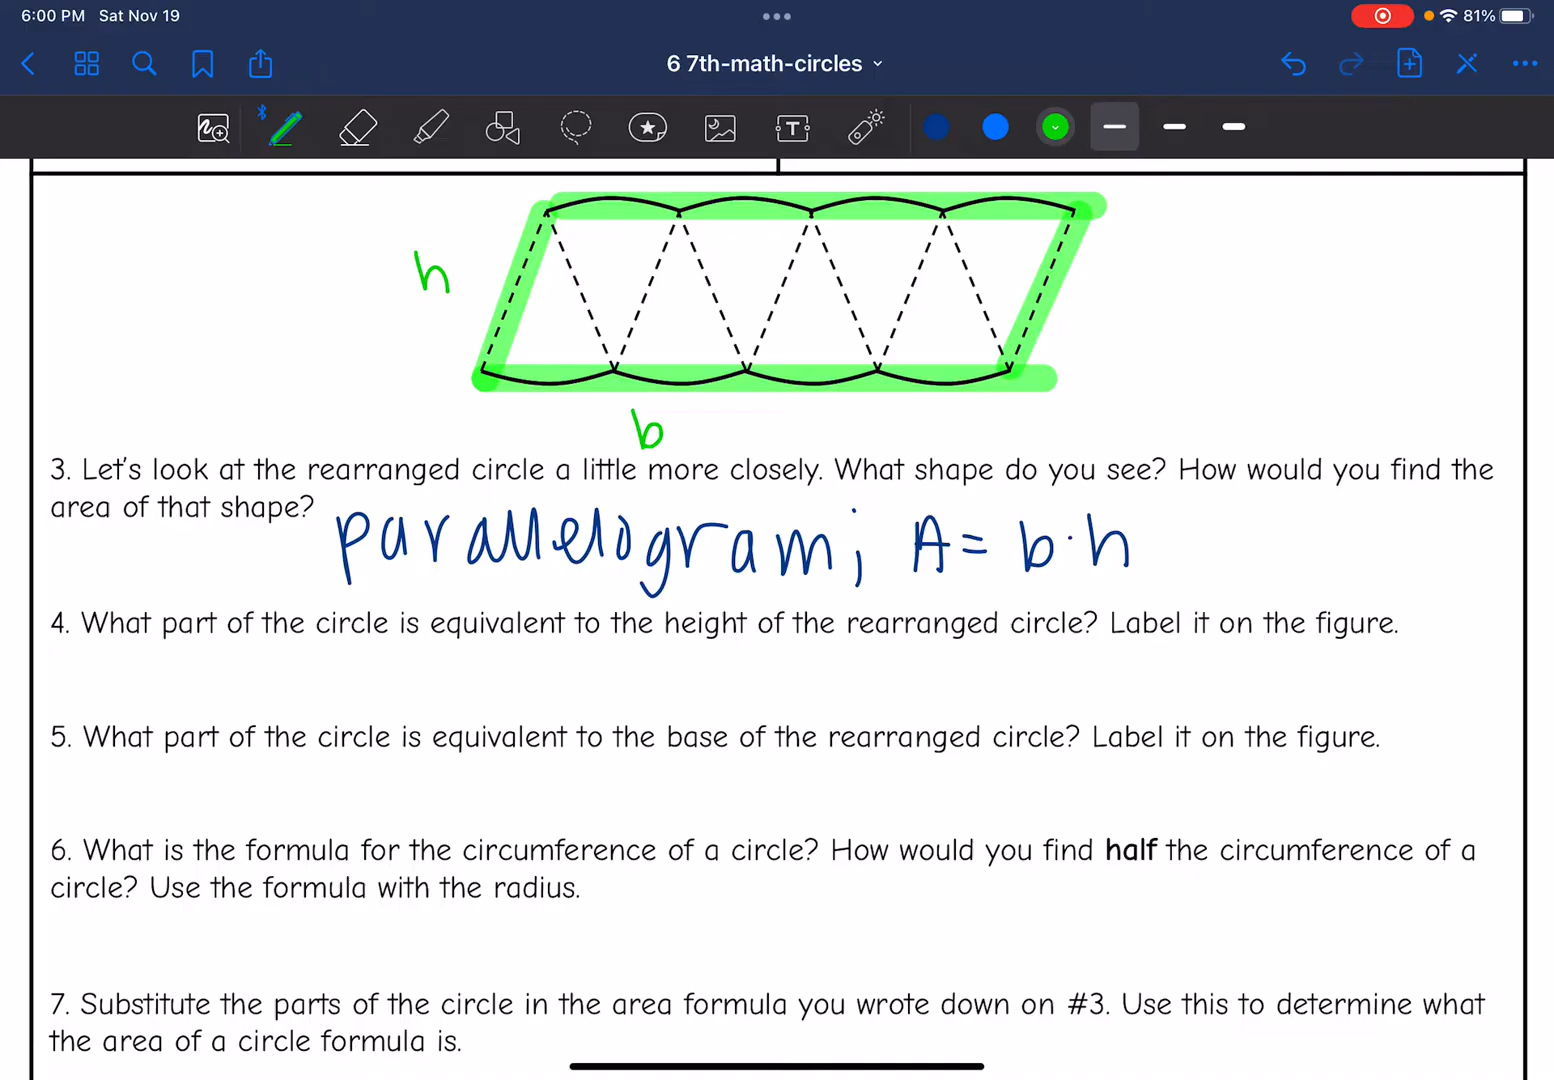 6:00 PM Sat Nov 19
81%
6 7th-math-circles
T
h
b
3. Let's look at the rearranged circle a little more closely. What shape do you see? How would you find the
area of that shape?
parallelogram; A = b·h
4. What part of the circle is equivalent to the height of the rearranged circle? Label it on the figure.
5. What part of the circle is equivalent to the base of the rearranged circle? Label it on the figure.
6. What is the formula for the circumference of a circle? How would you find half the circumference of a
circle? Use the formula with the radius.
7. Substitute the parts of the circle in the area formula you wrote down on #3. Use this to determine what
the area of a circle formula is.